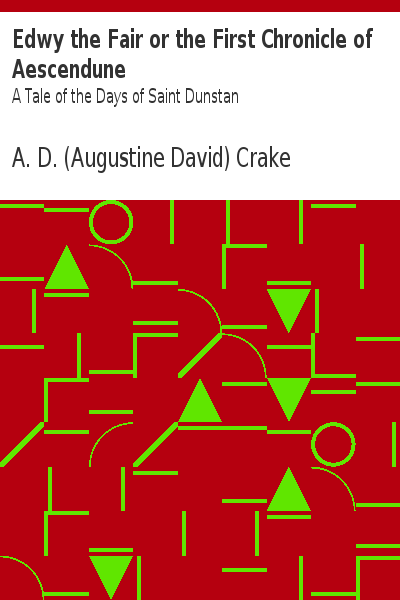 Edwy the Fair or the First Chronicle of
Aescendune
A Tale of the Days of Saint Dunstan
A. D. (Augustine David) Crake